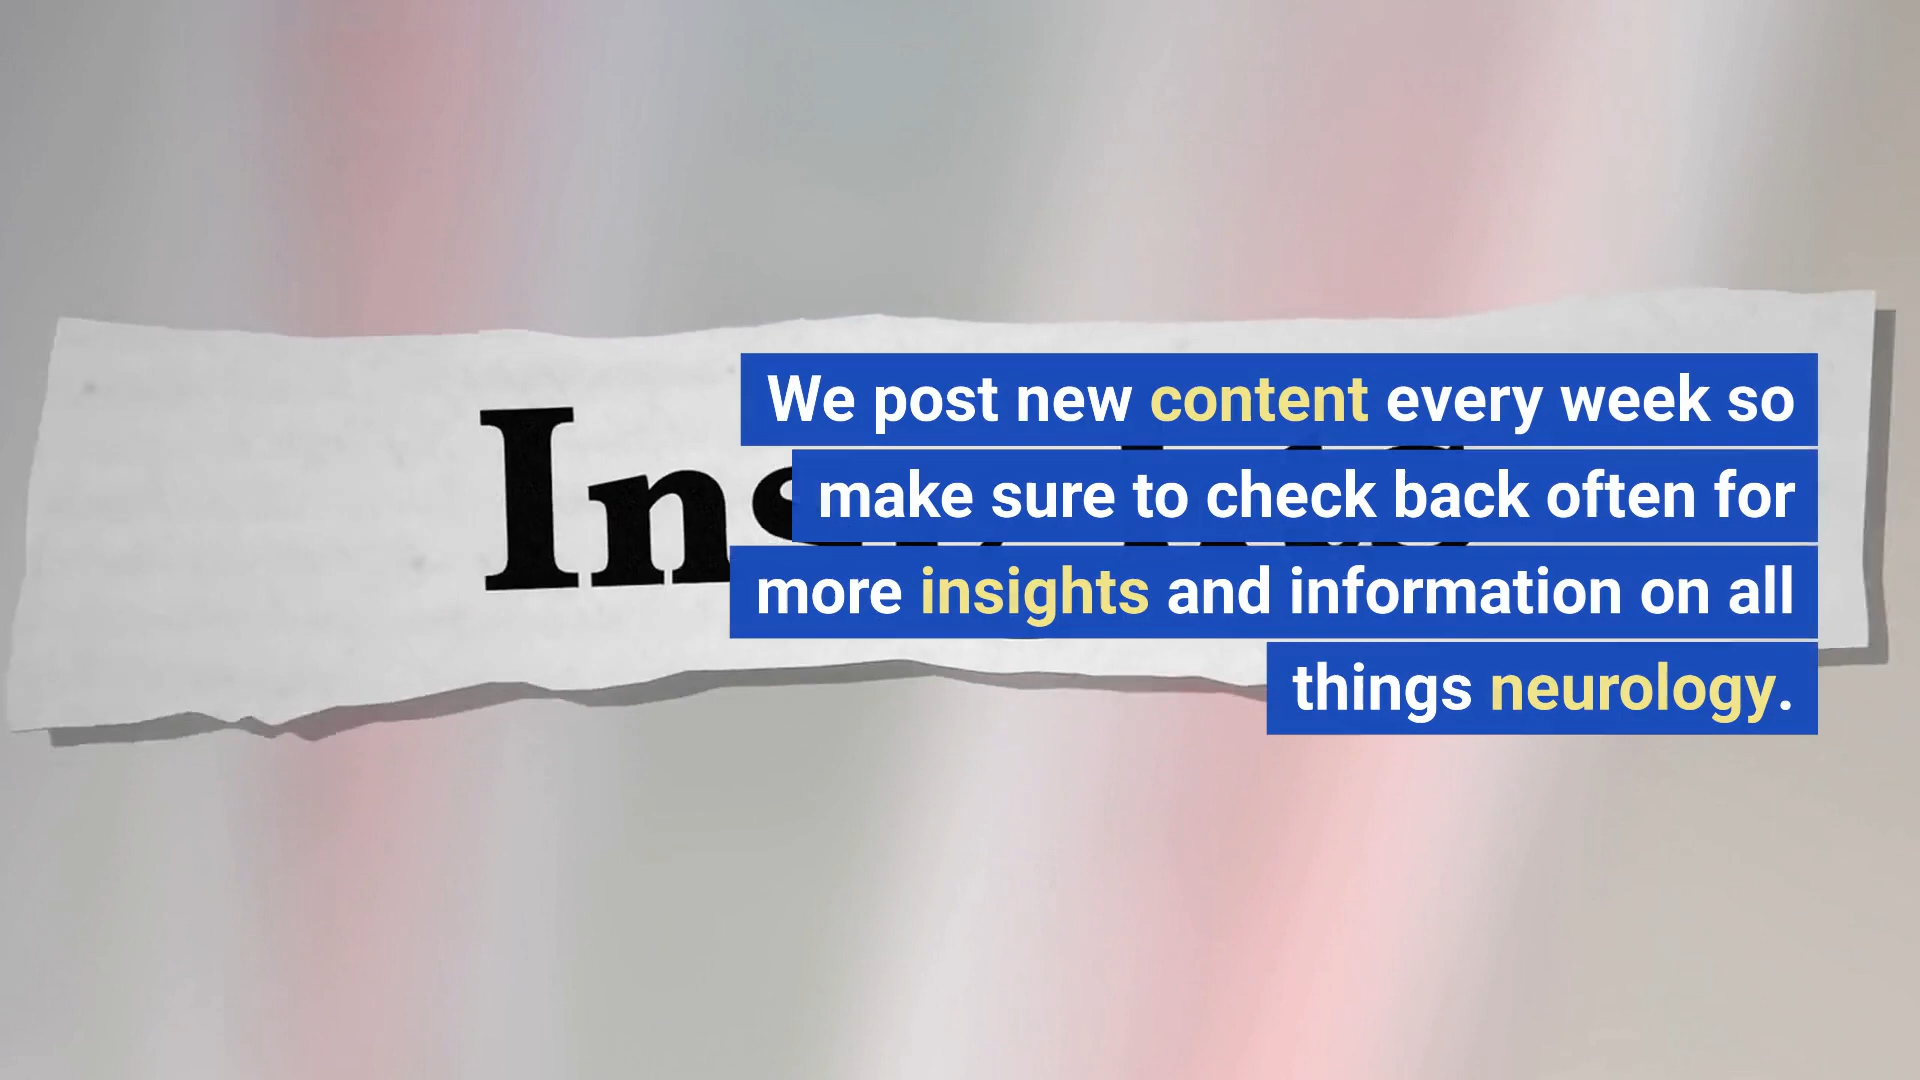 We post new content every week so
make sure to check back often for
more insights and information on all
things neurology.